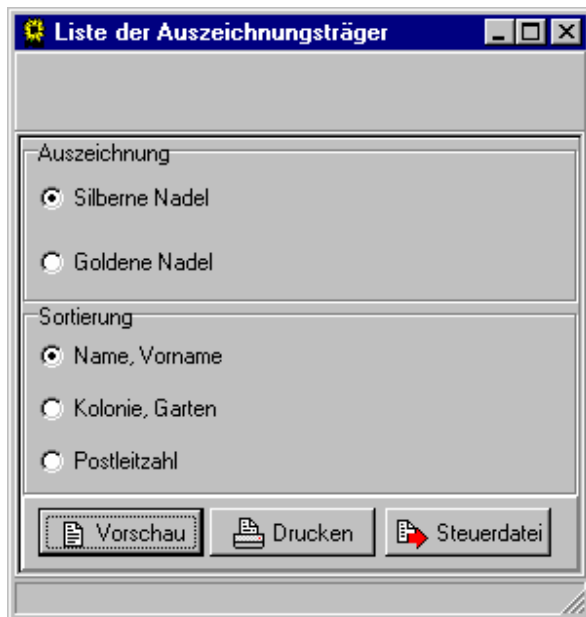 Liste der Auszeichnungsträger
Auszeichnung
Silberne Nadel
Goldene Nadel
Sortierung
Name, Vorname
Kolonie, Garten
Postleitzahl
Vorschau Drucken Steuerdatei